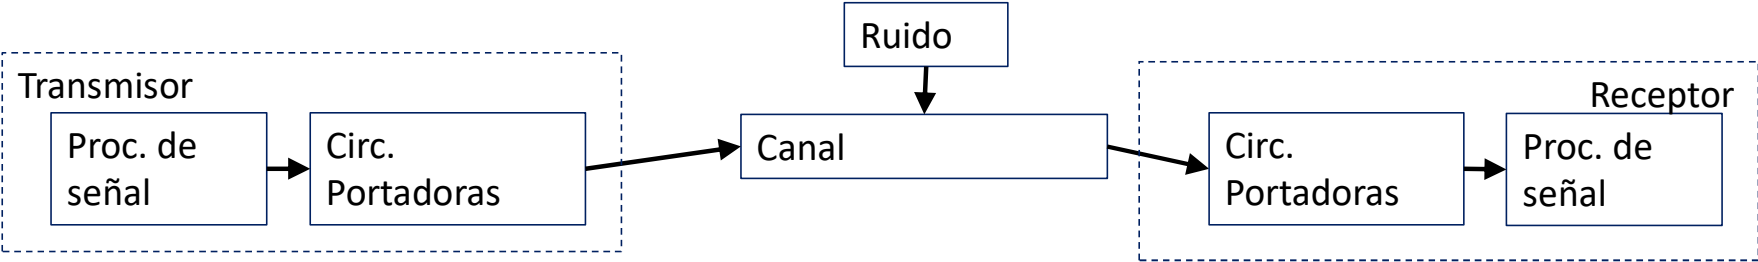 Ruido
Transmisor
Receptor
Proc. de
señal
Circ.
Portadoras
Canal
Circ.
Portadoras
Proc. de
señal